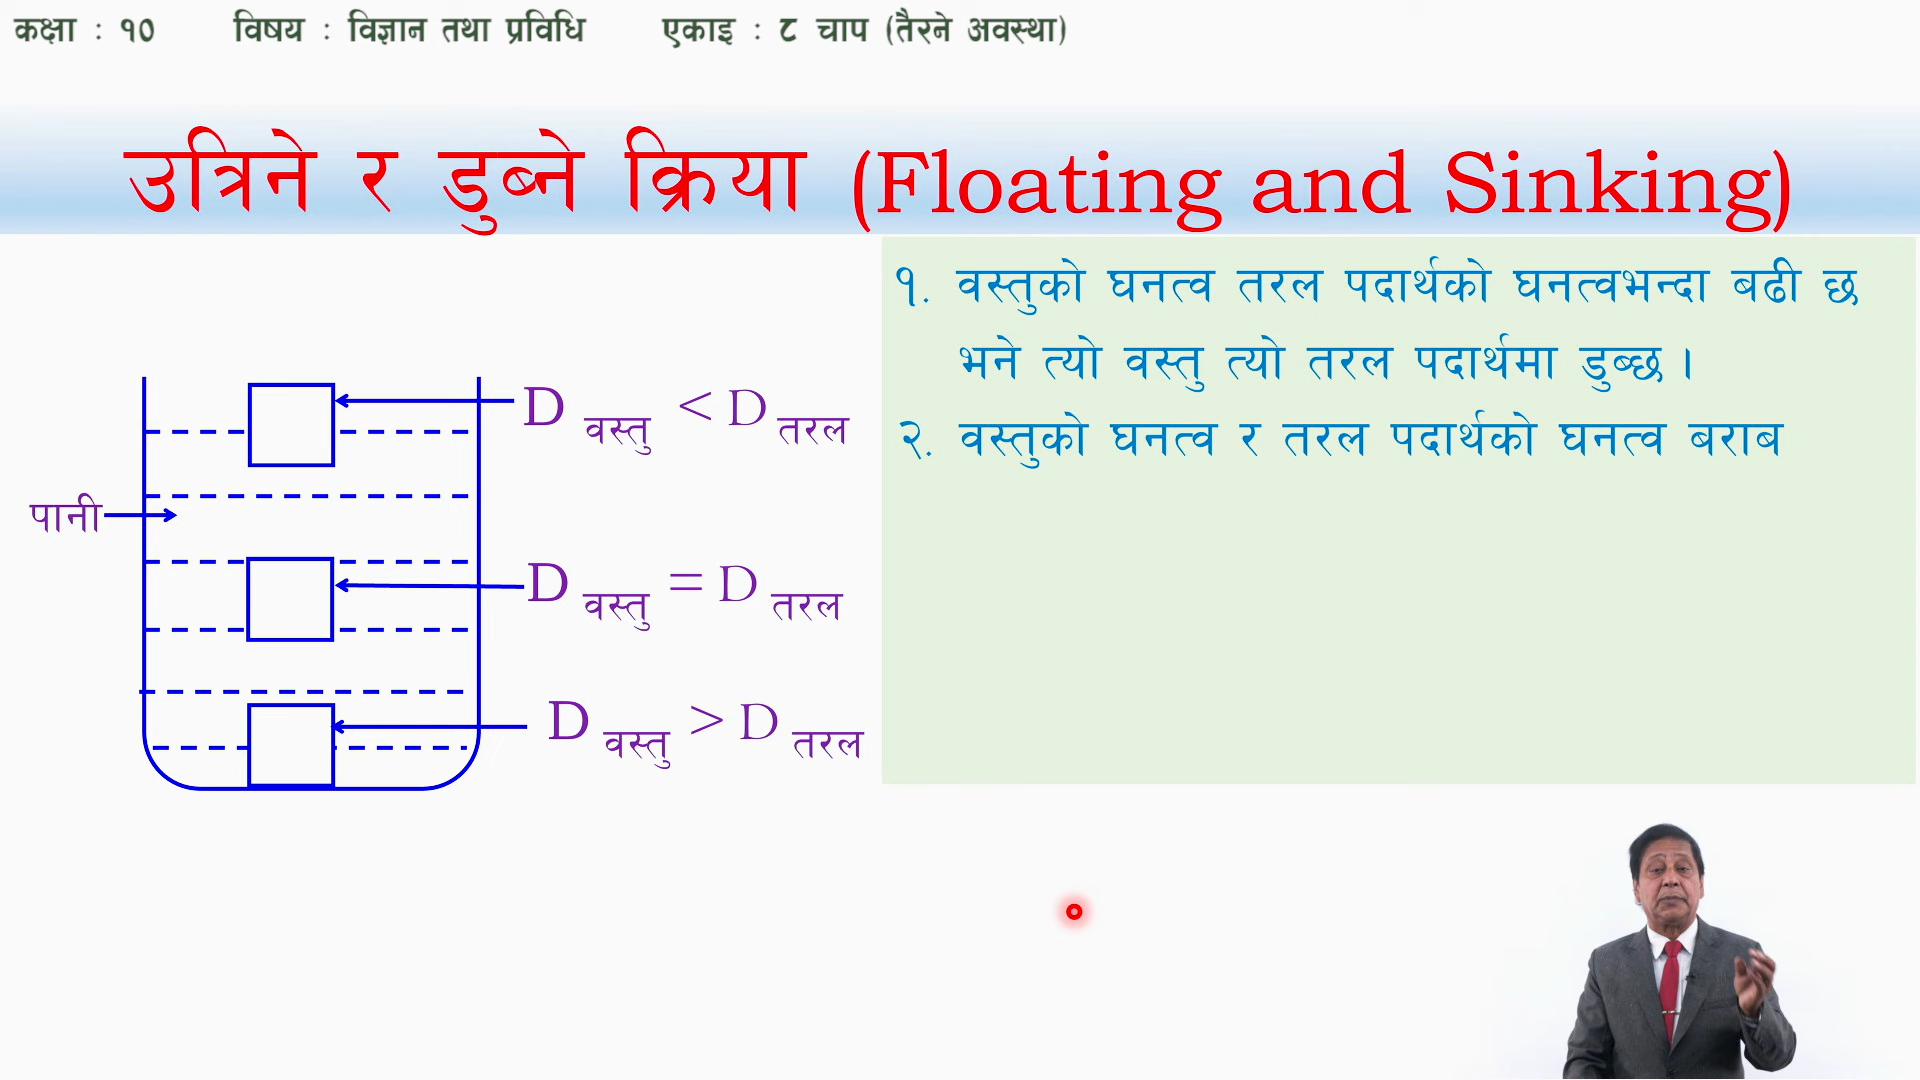 कक्षा : १० विषय : विज्ञान तथा प्रविधि एकाइ : ८ चाप (तैरने अवस्था)
उत्रिने र डुब्ने क्रिया (Floating and Sinking)
१. वस्तुको घनत्व तरल पदार्थको घनत्वभन्दा बढी छ
भने त्यो वस्तु त्यो तरल पदार्थमा डुब्छ ।
२. वस्तुको घनत्व र तरल पदार्थको घनत्व बराब
D वस्तु < D तरल
पानी
D वस्तु = D तरल
D वस्तु > D तरल